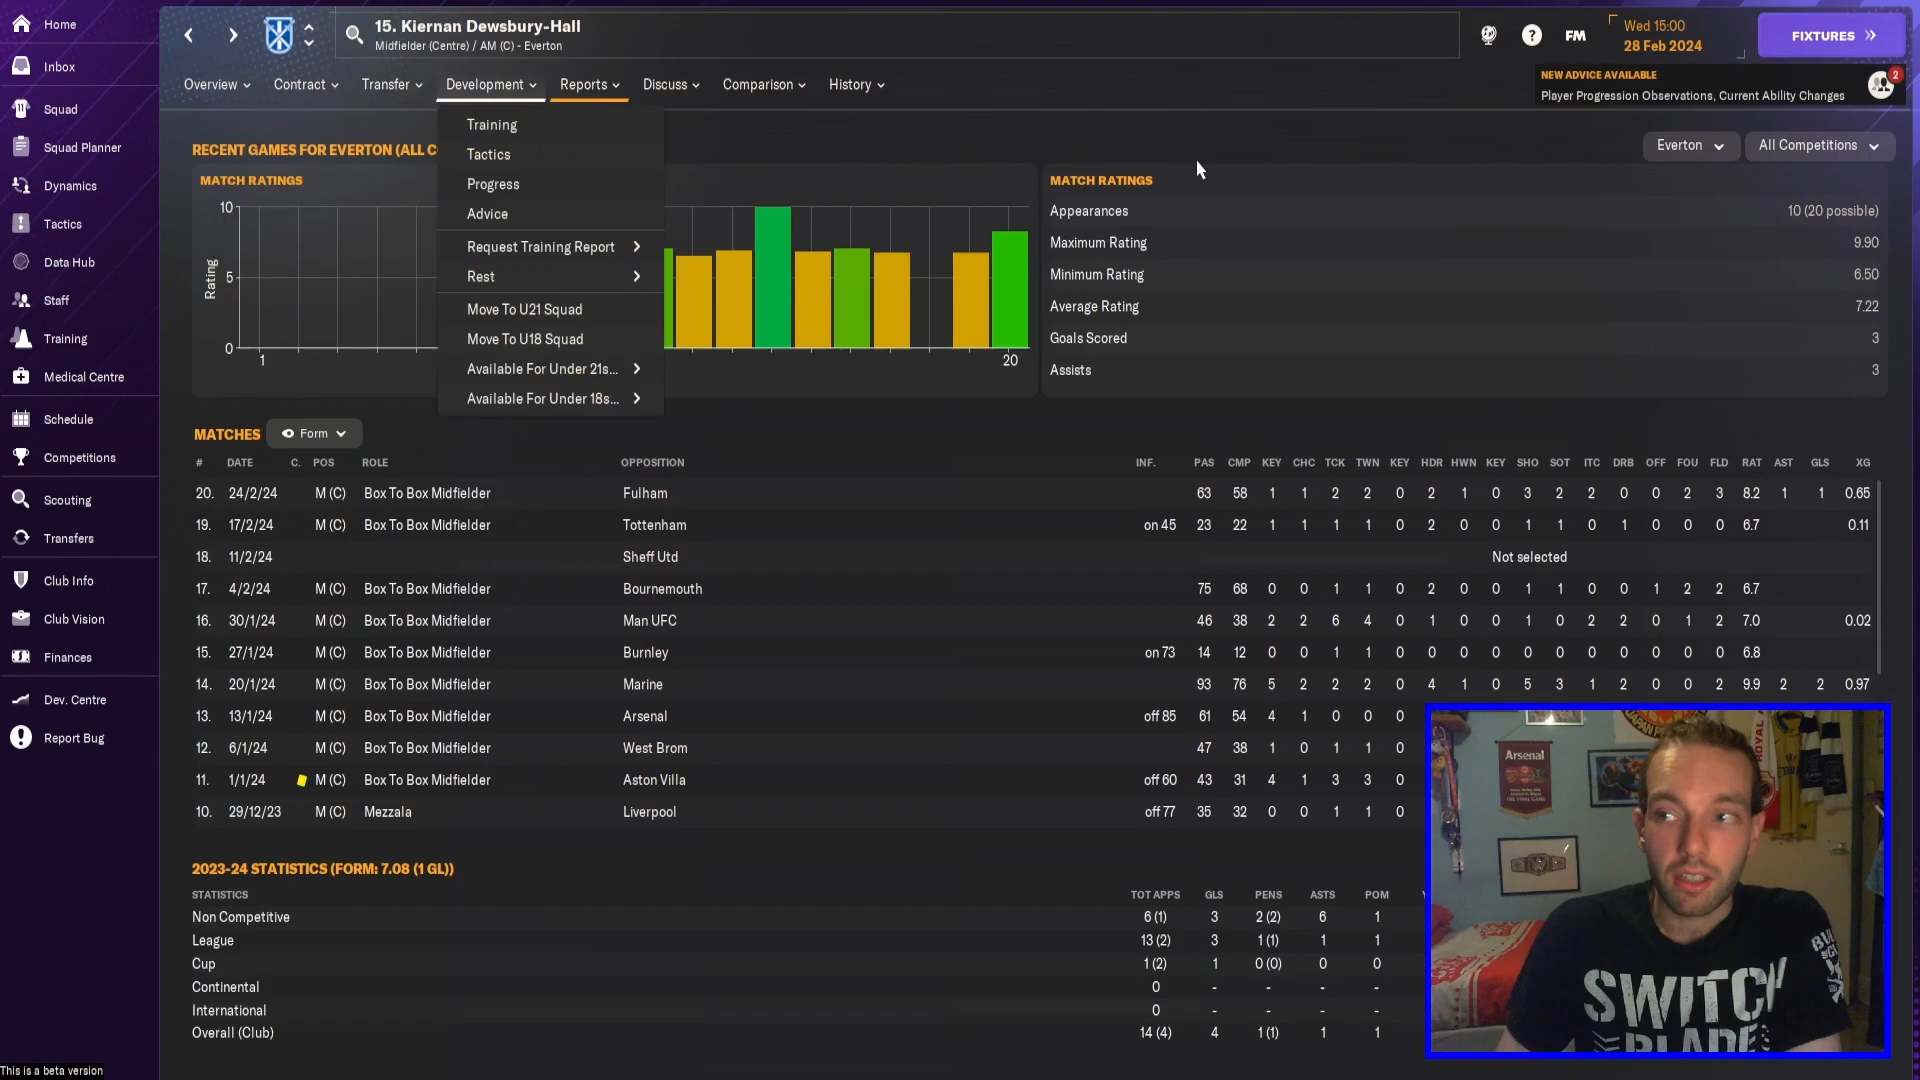 Home
Inbox
Squad
Squad Planner
Dynamics
Tactics
Data Hub
Staff
Training
Medical Centre
Schedule
Competitions
Scouting
Transfers
Club Info
Club Vision
Finances
Dev. Centre
Report Bug
This is a beta version
15. Kiernan Dewsbury-Hall
Midfielder (Centre) / AM (C) - Everton
FM
Wed 15:00
28 Feb 2024
FIXTURES
Overview Contract Transfer Development Reports Discuss Comparison History
NEW ADVICE AVAILABLE
Player Progression Observations, Current Ability Changes
2
Training
Tactics
Progress
Advice
Request Training Report
Rest
Move To U21 Squad
Move To U18 Squad
Available For Under 21s...
Available For Under 18s...
RECENT GAMES FOR EVERTON (ALL C
Everton All Competitions
MATCH RATINGS
10
5
0
Rating
1 20
MATCH RATINGS
Appearances 10 (20 possible)
Maximum Rating 9.90
Minimum Rating 6.50
Average Rating 7.22
Goals Scored 3
Assists 3
MATCHES Form
# DATE C. POS ROLE OPPOSITION INF. PAS CMP KEY CHC TCK TWN KEY HDR HWN KEY SHO SOT ITC DRB OFF FOU FLD RAT AST GLS XG
20. 24/2/24 M (C) Box To Box Midfielder Fulham 63 58 1 1 2 2 0 2 1 0 3 2 2 0 0 2 3 8.2 1 1 0.65
19. 17/2/24 M (C) Box To Box Midfielder Tottenham on 45 23 22 1 1 1 1 0 2 0 0 1 1 0 1 0 0 0 6.7 0.11
18. 11/2/24 Sheff Utd Not selected
17. 4/2/24 M (C) Box To Box Midfielder Bournemouth 75 68 0 0 1 1 0 2 0 0 1 1 0 0 1 2 2 6.7
16. 30/1/24 M (C) Box To Box Midfielder Man UFC 46 38 2 2 6 4 0 1 0 0 1 0 2 2 0 1 2 7.0 0.02
15. 27/1/24 M (C) Box To Box Midfielder Burnley on 73 14 12 0 0 1 1 0 0 0 0 0 0 0 0 0 0 0 6.8
14. 20/1/24 M (C) Box To Box Midfielder Marine 93 76 5 2 2 2 0 4 1 0 5 3 1 2 0 0 2 9.9 2 2 0.97
13. 13/1/24 M (C) Box To Box Midfielder Arsenal off 85 61 54 4 1 0 0 0
12. 6/1/24 M (C) Box To Box Midfielder West Brom 47 38 1 0 1 1 0
11. 1/1/24 M (C) Box To Box Midfielder Aston Villa off 60 43 31 4 1 3 3 0
10. 29/12/23 M (C) Mezzala Liverpool off 77 35 32 0 0 1 1 0
2023-24 STATISTICS (FORM: 7.08 (1 GL))
STATISTICS TOT APPS GLS PENS ASTS POM
Non Competitive 6 (1) 3 2 (2) 6 1
League 13 (2) 3 1 (1) 1 1
Cup 1 (2) 1 0 (0) 0 0
Continental 0 - - - -
International 0 - - - -
Overall (Club) 14 (4) 4 1 (1) 1 1
Arsenal
SWITCH
BLADE